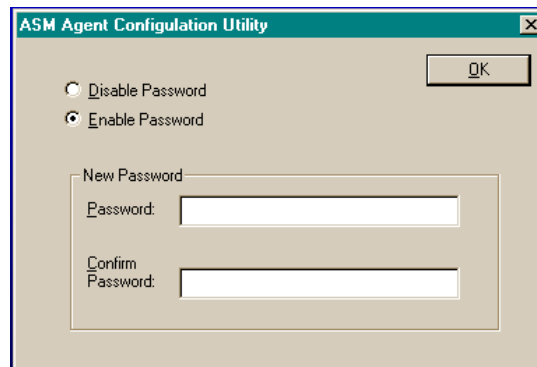 ASM Agent Configulation Utility
OK
Disable Password
Enable Password
New Password
Password:
Confirm
Password: